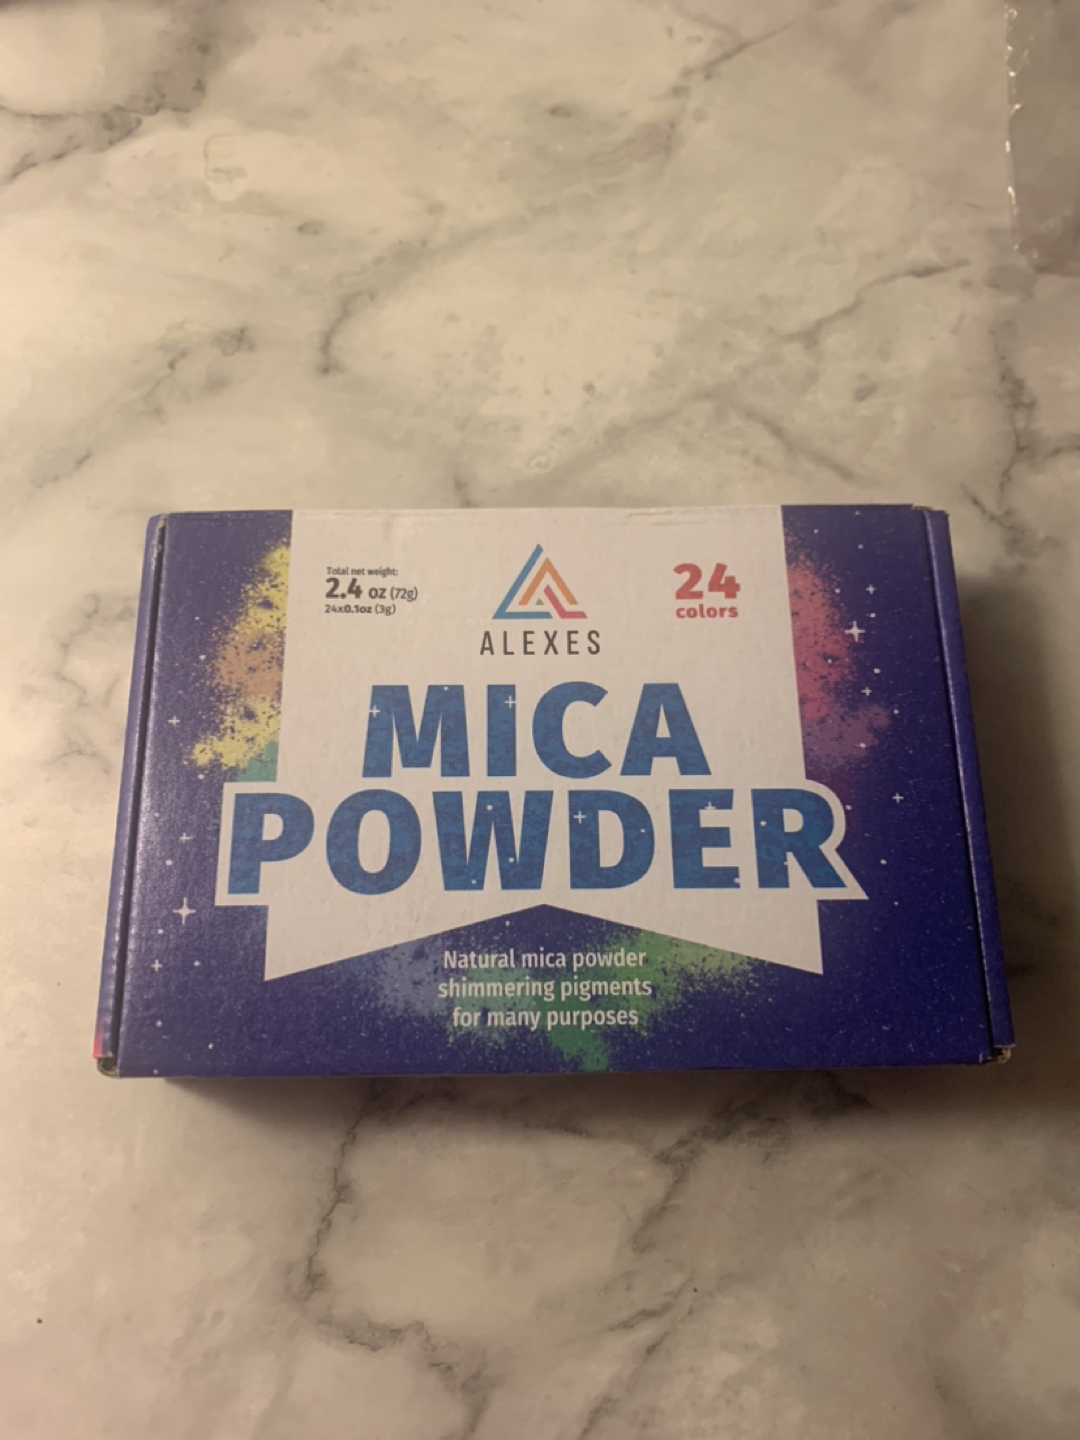 Total net weight:
2.4 oz (72g)
24x0.1oz (3g)
24
colors
ALEXES
MICA
POWDER
Natural mica powder
shimmering pigments
for many purposes